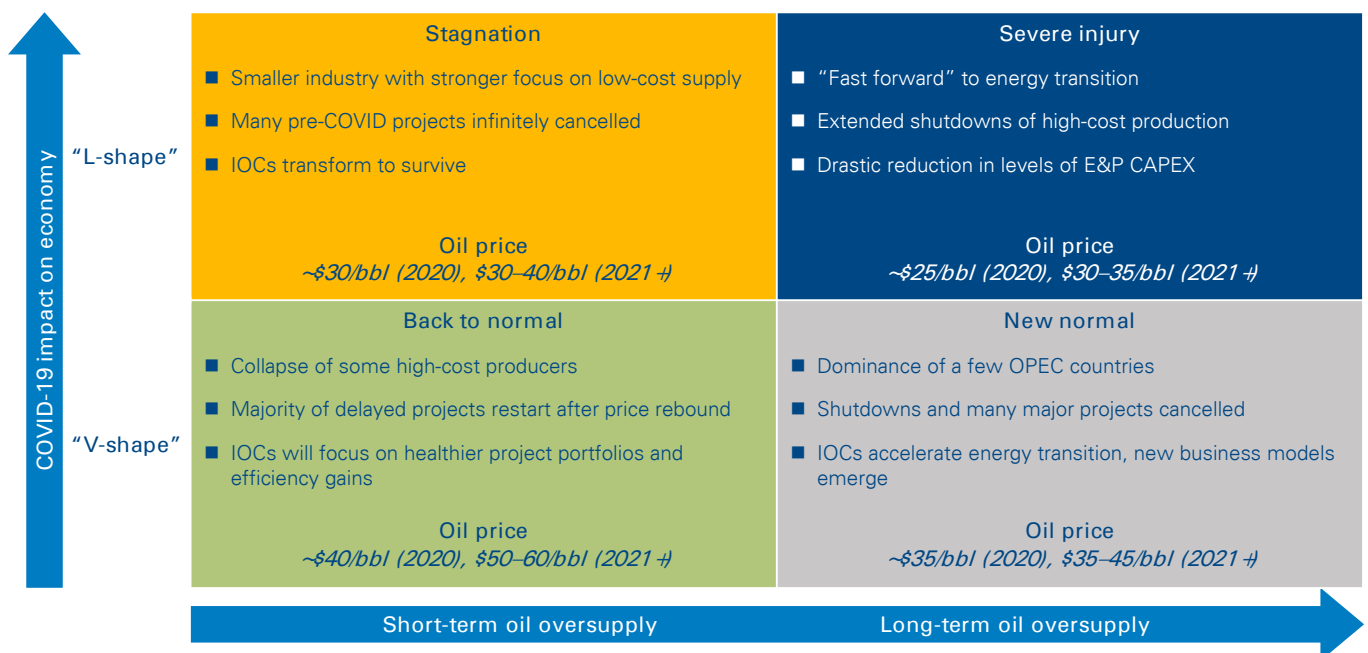 COVID-19 impact on economy
“L-shape”
“V-shape”
Stagnation
■ Smaller industry with stronger focus on low-cost supply
■ Many pre-COVID projects infinitely cancelled
■ IOCs transform to survive
Oil price
~$30/bbl (2020), $30–40/bbl (2021+)
Severe injury
■ “Fast forward” to energy transition
■ Extended shutdowns of high-cost production
■ Drastic reduction in levels of E&P CAPEX
Oil price
~$25/bbl (2020), $30–35/bbl (2021+)
Back to normal
■ Collapse of some high-cost producers
■ Majority of delayed projects restart after price rebound
■ IOCs will focus on healthier project portfolios and
efficiency gains
Oil price
~$40/bbl (2020), $50–60/bbl (2021+)
New normal
■ Dominance of a few OPEC countries
■ Shutdowns and many major projects cancelled
■ IOCs accelerate energy transition, new business models
emerge
Oil price
~$35/bbl (2020), $35–45/bbl (2021+)
Short-term oil oversupply
Long-term oil oversupply